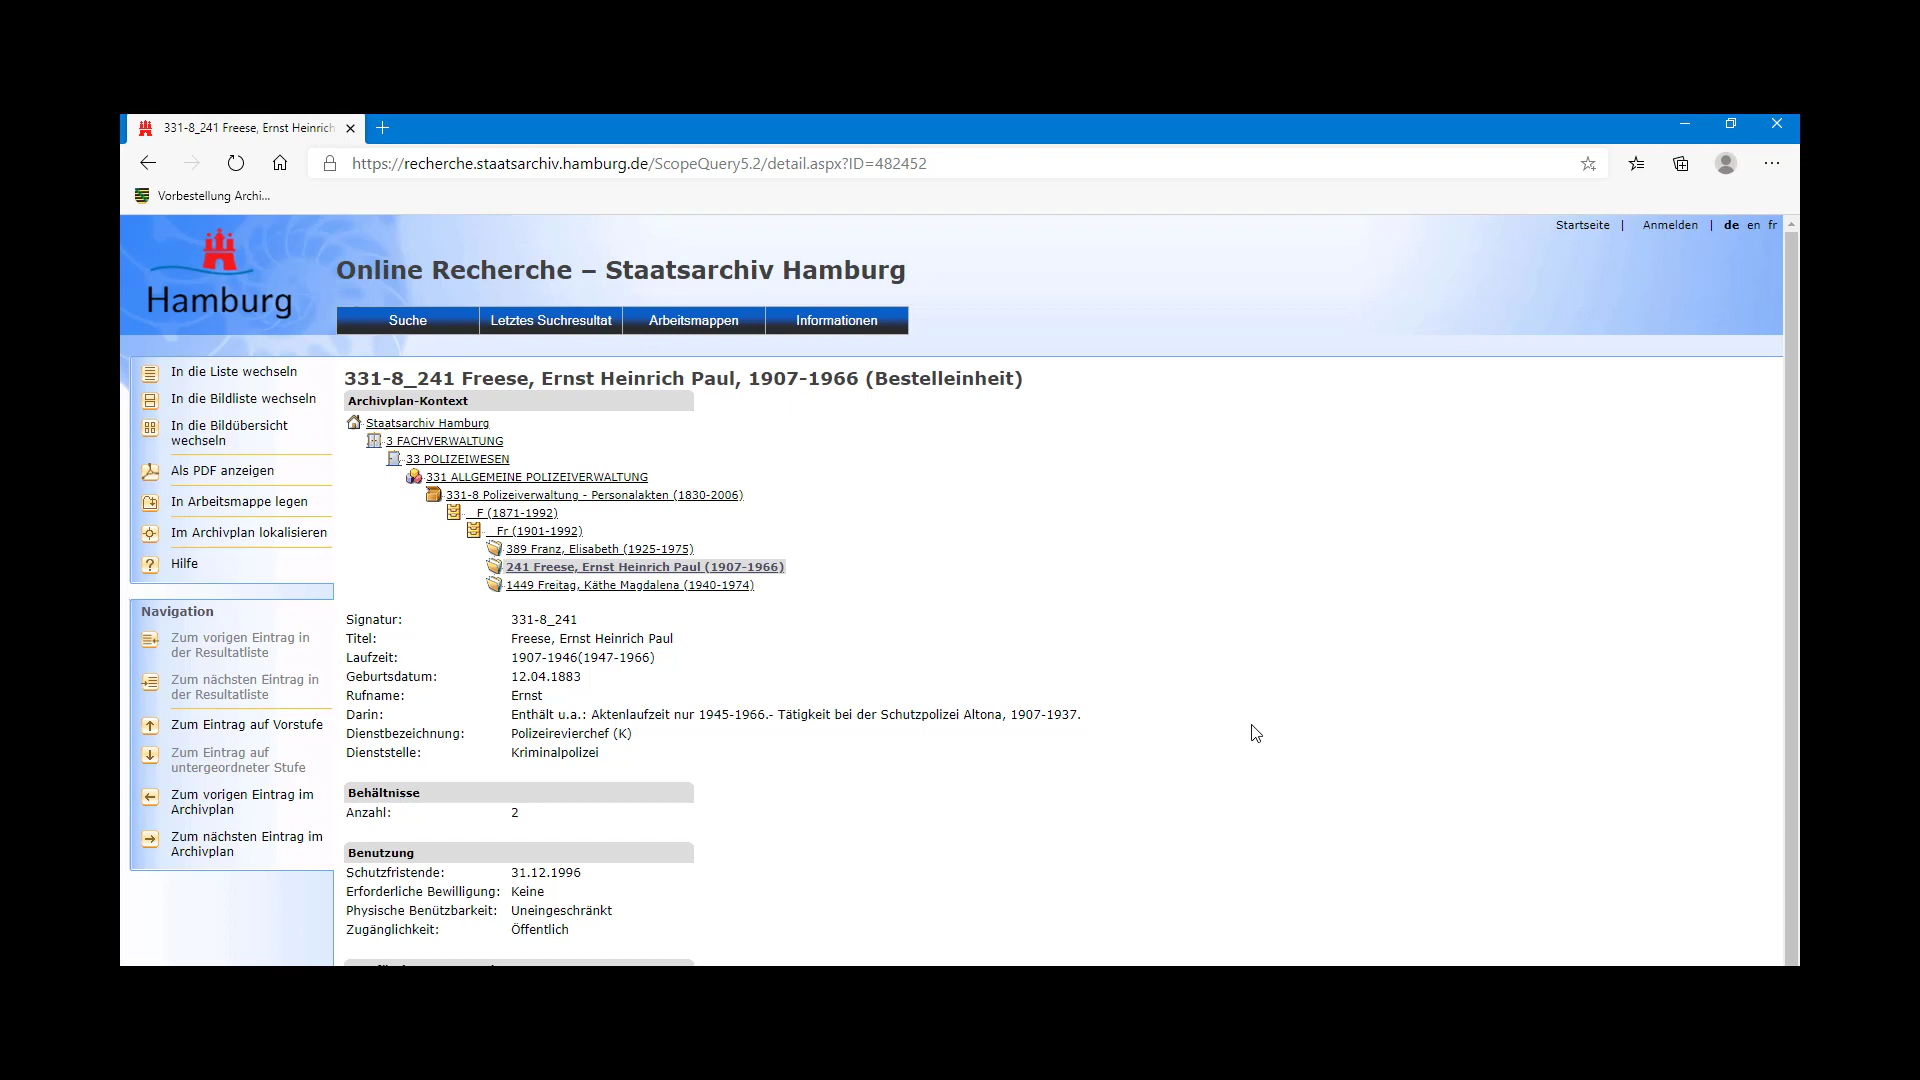 331-8_241 Freese, Ernst Heinrich
https://recherche.staatsarchiv.hamburg.de/ScopeQuery5.2/detail.aspx?ID=482452
Vorbestellung Archi...
Startseite | Anmelden | de en fr
Hamburg
Online Recherche – Staatsarchiv Hamburg
Suche
Letztes Suchresultat
Arbeitsmappen
Informationen
In die Liste wechseln
In die Bildliste wechseln
In die Bildübersicht
wechseln
Als PDF anzeigen
In Arbeitsmappe legen
Im Archivplan lokalisieren
Hilfe
Navigation
Zum vorigen Eintrag in
der Resultatliste
Zum nächsten Eintrag in
der Resultatliste
Zum Eintrag auf Vorstufe
Zum Eintrag auf
untergeordneter Stufe
Zum vorigen Eintrag im
Archivplan
Zum nächsten Eintrag im
Archivplan
331-8_241 Freese, Ernst Heinrich Paul, 1907-1966 (Bestelleinheit)
Archivplan-Kontext
Staatsarchiv Hamburg
3 FACHVERWALTUNG
33 POLIZEIWESEN
331 ALLGEMEINE POLIZEIVERWALTUNG
331-8 Polizeiverwaltung - Personalakten (1830-2006)
_ F (1871-1992)
_ Fr (1901-1992)
389 Franz, Elisabeth (1925-1975)
241 Freese, Ernst Heinrich Paul (1907-1966)
1449 Freitag, Käthe Magdalena (1940-1974)
Signatur: 331-8_241
Titel: Freese, Ernst Heinrich Paul
Laufzeit: 1907-1946(1947-1966)
Geburtsdatum: 12.04.1883
Rufname: Ernst
Darin: Enthält u.a.: Aktenlaufzeit nur 1945-1966.- Tätigkeit bei der Schutzpolizei Altona, 1907-1937.
Dienstbezeichnung: Polizeirevierchef (K)
Dienststelle: Kriminalpolizei
Behältnisse
Anzahl: 2
Benutzung
Schutzfristende: 31.12.1996
Erforderliche Bewilligung: Keine
Physische Benützbarkeit: Uneingeschränkt
Zugänglichkeit: Öffentlich